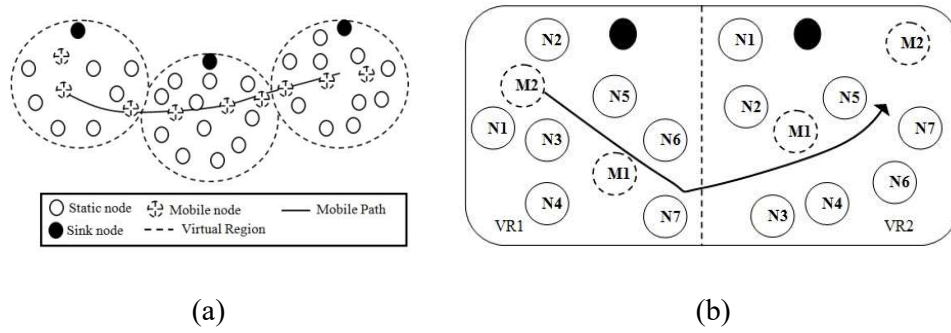 Static node Mobile node Mobile Path
Sink node Virtual Region
(a)
N2 N1 M2
M2 N5 N2 N5
N1 N3 N6 M1 N7
M1 N6
N4 N7 N3 N4
VR1 VR2
(b)